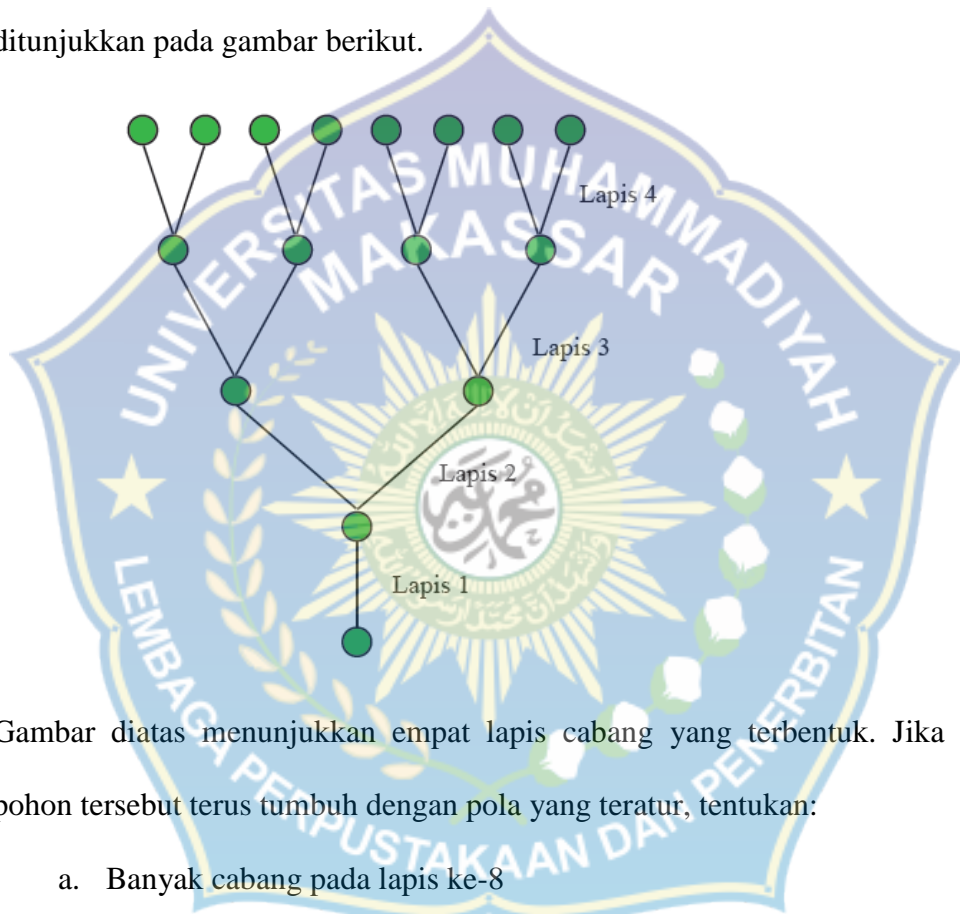 ditunjukkan pada gambar berikut.
UNIVERSITAS MUHAMMADIYAH
MAKASSAR
Lapis 4
Lapis 3
Lapis 2
Lapis 1
LEMBAGA PERPUSTAKAAN DAN PENERBITAN
Gambar diatas menunjukkan empat lapis cabang yang terbentuk. Jika
pohon tersebut terus tumbuh dengan pola yang teratur, tentukan:
a. Banyak cabang pada lapis ke-8